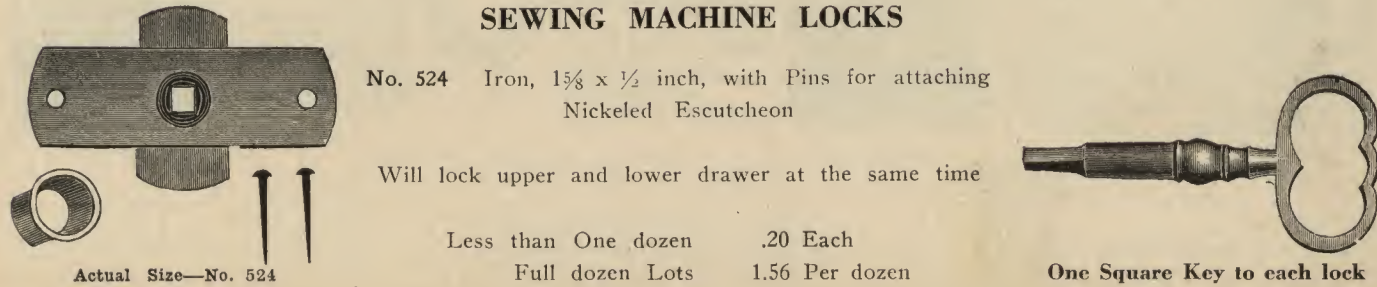 SEWING MACHINE LOCKS
No. 524 Iron, 1⅝ x ½ inch, with Pins for attaching
Nickeled Escutcheon
Will lock upper and lower drawer at the same time
Less than One dozen .20 Each
Full dozen Lots 1.56 Per dozen
Actual Size—No. 524
One Square Key to each lock